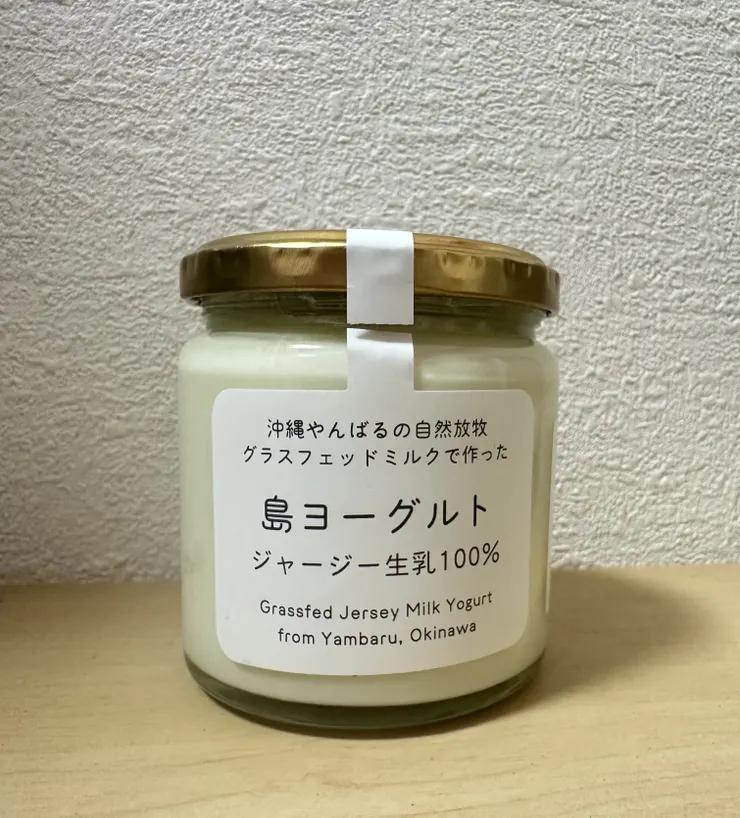 沖縄やんばるの自然放牧
グラスフェッドミルクで作った
島ヨーグルト
ジャージー生乳100%
Grassfed Jersey Milk Yogurt
from Yambaru, Okinawa